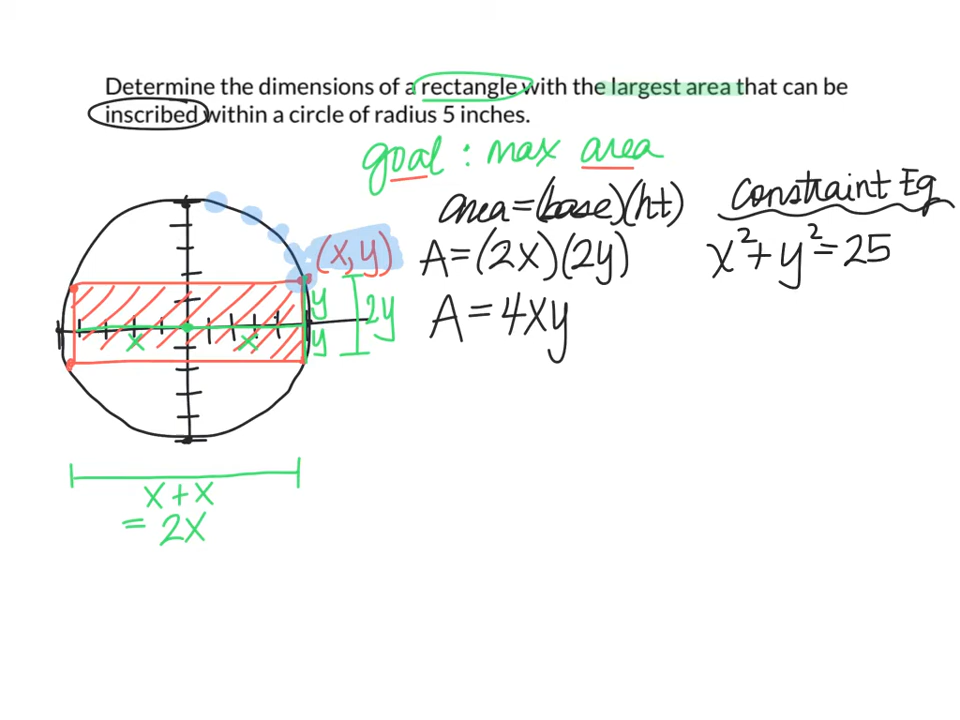 Determine the dimensions of a rectangle with the largest area that can be
inscribed within a circle of radius 5 inches.
goal : max area
area = (base)(ht)
Constraint Eq
(x, y)
A = (2x)(2y)
x² + y² = 25
y
2y
A = 4xy
x
x
y
x + x
= 2x